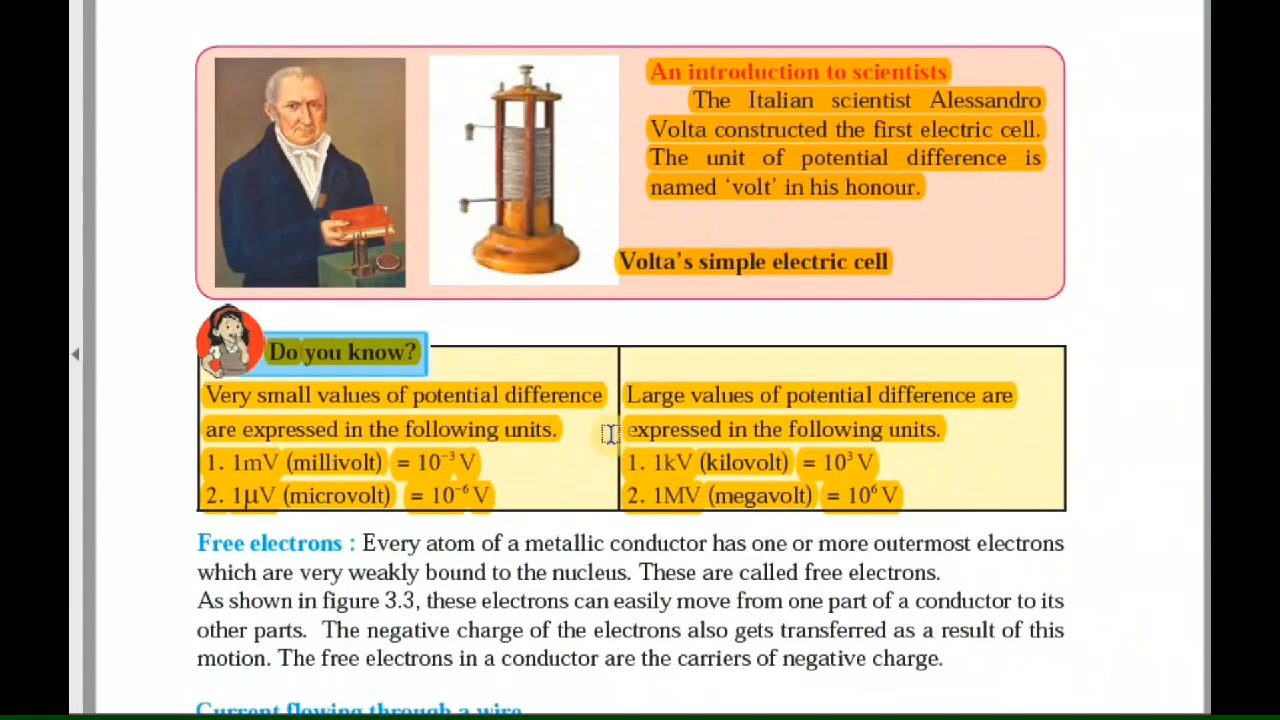 An introduction to scientists
The Italian scientist Alessandro
Volta constructed the first electric cell.
The unit of potential difference is
named ‘volt’ in his honour.
Volta’s simple electric cell
Do you know?
Very small values of potential difference
are expressed in the following units.
1. 1mV (millivolt) = 10⁻³ V
2. 1µV (microvolt) = 10⁻⁶ V
Large values of potential difference are
expressed in the following units.
1. 1kV (kilovolt) = 10³ V
2. 1MV (megavolt) = 10⁶ V
Free electrons : Every atom of a metallic conductor has one or more outermost electrons
which are very weakly bound to the nucleus. These are called free electrons.
As shown in figure 3.3, these electrons can easily move from one part of a conductor to its
other parts. The negative charge of the electrons also gets transferred as a result of this
motion. The free electrons in a conductor are the carriers of negative charge.
Current flowing through a wire